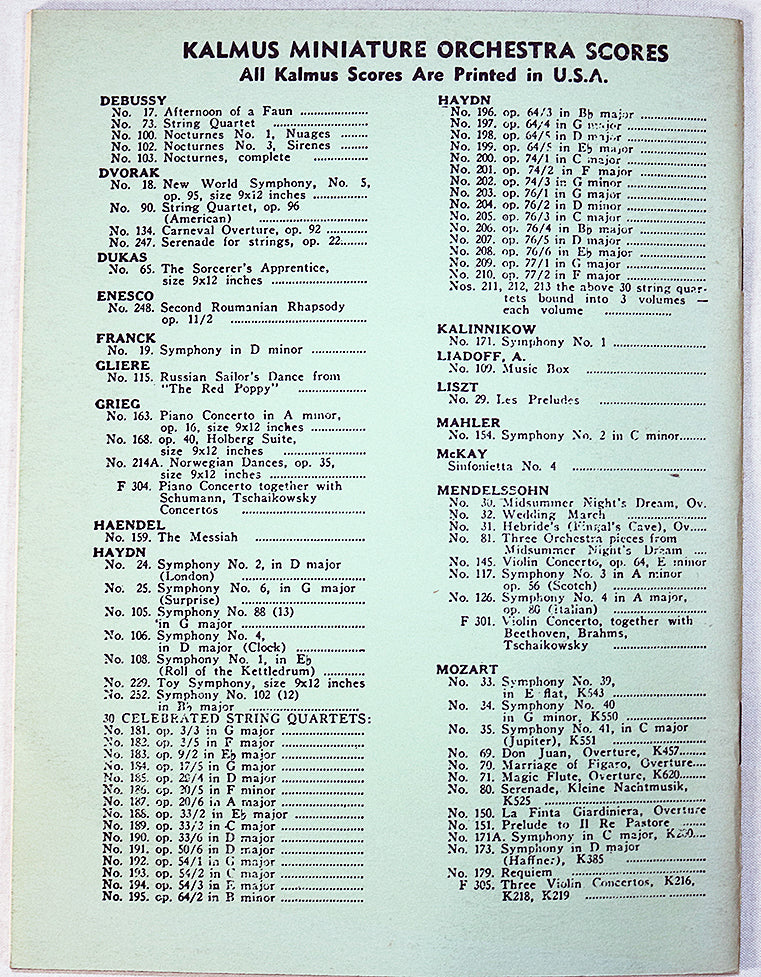 KALMUS MINIATURE ORCHESTRA SCORES
All Kalmus Scores Are Printed in U.S.A.
DEBUSSY
No. 17. Afternoon of a Faun
No. 73. String Quartet
No. 100. Nocturnes No. 1, Nuages
No. 102. Nocturnes No. 3, Sirenes
No. 103. Nocturnes, complete
DVORAK
No. 18. New World Symphony, No. 5,
op. 95, size 9x12 inches
No. 90. String Quartet, op. 96
(American)
No. 134. Carneval Overture, op. 92
No. 247. Serenade for strings, op. 22
DUKAS
No. 65. The Sorcerer's Apprentice,
size 9x12 inches
ENESCO
No. 248. Second Roumanian Rhapsody
op. 11/2
FRANCK
No. 19. Symphony in D minor
GLIERE
No. 115. Russian Sailor's Dance from
"The Red Poppy"
GRIEG
No. 163. Piano Concerto in A minor,
op. 16, size 9x12 inches
No. 168. op. 40, Holberg Suite,
size 9x12 inches
No. 214A. Norwegian Dances, op. 35,
size 9x12 inches
F 304. Piano Concerto together with
Schumann, Tschaikowsky
Concertos
HAENDEL
No. 159. The Messiah
HAYDN
No. 24. Symphony No. 2, in D major
(London)
No. 25. Symphony No. 6, in G major
(Surprise)
No. 105. Symphony No. 88 (13)
in G major
No. 106. Symphony No. 4,
in D major (Clock)
No. 108. Symphony No. 1, in E♭
(Roll of the Kettledrum)
No. 229. Toy Symphony, size 9x12 inches
No. 252. Symphony No. 102 (12)
in B♭ major
30 CELEBRATED STRING QUARTETS:
No. 181. op. 3/3 in G major
No. 182. op. 3/5 in F major
No. 183. op. 9/2 in E♭ major
No. 184. op. 17/5 in G major
No. 185. op. 20/4 in D major
No. 186. op. 20/5 in F minor
No. 187. op. 20/6 in A major
No. 188. op. 33/2 in E♭ major
No. 189. op. 33/3 in C major
No. 190. op. 33/6 in D major
No. 191. op. 50/6 in D major
No. 192. op. 54/1 in G major
No. 193. op. 54/2 in C major
No. 194. op. 54/3 in E major
No. 195. op. 64/2 in B minor
HAYDN
No. 196. op. 64/3 in B♭ major
No. 197. op. 64/4 in G major
No. 198. op. 64/5 in D major
No. 199. op. 64/ in E♭ major
No. 200. op. 74/1 in C major
No. 201. op. 74/2 in F major
No. 202. op. 74/3 in G minor
No. 203. op. 76/1 in G major
No. 204. op. 76/2 in D minor
No. 205. op. 76/3 in C major
No. 206. op. 76/4 in B♭ major
No. 207. op. 76/5 in D major
No. 208. op. 76/6 in E♭ major
No. 209. op. 77/1 in G major
No. 210. op. 77/2 in F major
Nos. 211, 212, 213 the above 30 string quar-
tets bound into 3 volumes —
each volume
KALINNIKOW
No. 171. Symphony No. 1
LIADOFF, A.
No. 109. Music Box
LISZT
No. 29. Les Preludes
MAHLER
No. 154. Symphony No. 2 in C minor
McKAY
Sinfonietta No. 4
MENDELSSOHN
No. 30. Midsummer Night's Dream, Ov.
No. 32. Wedding March
No. 31. Hebride's (Fingal's Cave), Ov.
No. 81. Three Orchestra pieces from
Midsummer Night's Dream
No. 145. Violin Concerto, op. 64, E minor
No. 117. Symphony No. 3 in A minor
op. 56 (Scotch)
No. 126. Symphony No. 4 in A major,
op. 80 (Italian)
F 301. Violin Concerto, together with
Beethoven, Brahms,
Tschaikowsky
MOZART
No. 33. Symphony No. 39,
in E flat, K543
No. 34. Symphony No. 40
in G minor, K550
No. 35. Symphony No. 41, in C major
(Jupiter), K551
No. 69. Don Juan, Overture, K457
No. 70. Marriage of Figaro, Overture
No. 71. Magic Flute, Overture, K620
No. 80. Serenade, Kleine Nachtmusik,
K525
No. 150. La Finta Giardiniera, Overture
No. 151. Prelude to Il Re Pastore
No. 171A. Symphony in C major,
No. 173. Symphony in D major
(Haffner), K385
No. 179. Requiem
F 305. Three Violin Concertos, K216,
K218, K219